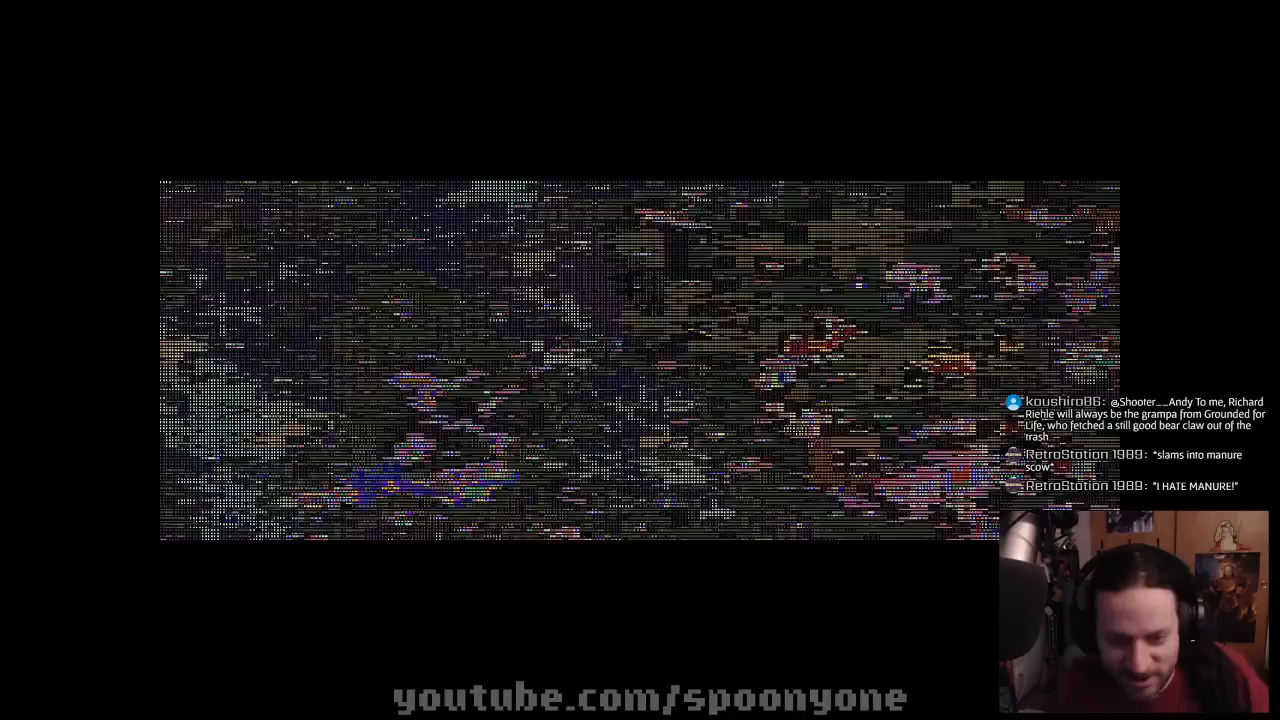 koushiro86: @Shooter__Andy To me, Richard
Riehle will always be the grampa from Grounded for
Life, who fetched a still good bear claw out of the
trash
RetroStation 1989: *slams into manure
scow*
RetroStation 1989: "I HATE MANURE!"
youtube.com/spoonyone